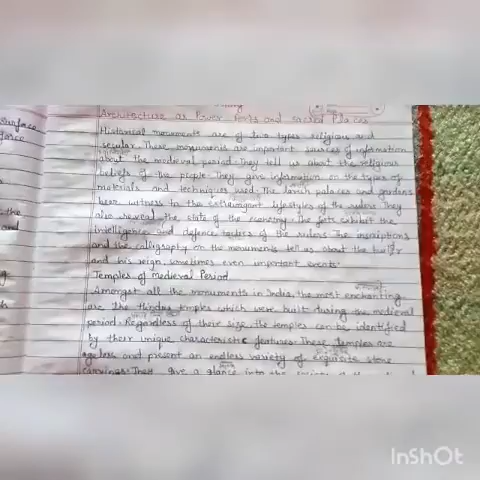 Surface
force
the
and
Architecture as Power forts and sacred Places
Historical monuments are of two types religious and
secular. These monuments are important sources of information
about the medieval period. They tell us about the religious
beliefs of the people. They give information on the types of
materials and techniques used. The lavish palaces and gardens
bear witness to the extravagant lifestyles of the rulers. They
also reveal the state of the economy. The forts exhibit the
intelligence and defence tactics of the rulers. The inscriptions
and the calligraphy on the monuments tell us about the builder
and his reign sometimes even important events.
Temples of medieval Period
Amongst all the monuments in India, the most enchanting
are the Hindu temples which were built during the medieval
period. Regardless of their size the temples can be identified
by their unique characteristic features. These temples are
ageless and present an endless variety of exquisite stone
carvings. They give a glance into the
InShOt